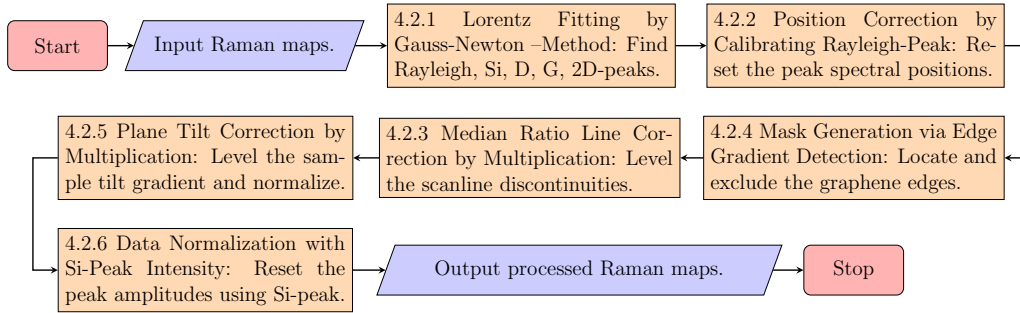 Start
Input Raman maps.
4.2.1 Lorentz Fitting by
Gauss-Newton –Method: Find
Rayleigh, Si, D, G, 2D-peaks.
4.2.2 Position Correction by
Calibrating Rayleigh-Peak: Re-
set the peak spectral positions.
4.2.5 Plane Tilt Correction by
Multiplication: Level the sam-
ple tilt gradient and normalize.
4.2.3 Median Ratio Line Cor-
rection by Multiplication: Level
the scanline discontinuities.
4.2.4 Mask Generation via Edge
Gradient Detection: Locate and
exclude the graphene edges.
4.2.6 Data Normalization with
Si-Peak Intensity: Reset the
peak amplitudes using Si-peak.
Output processed Raman maps.
Stop